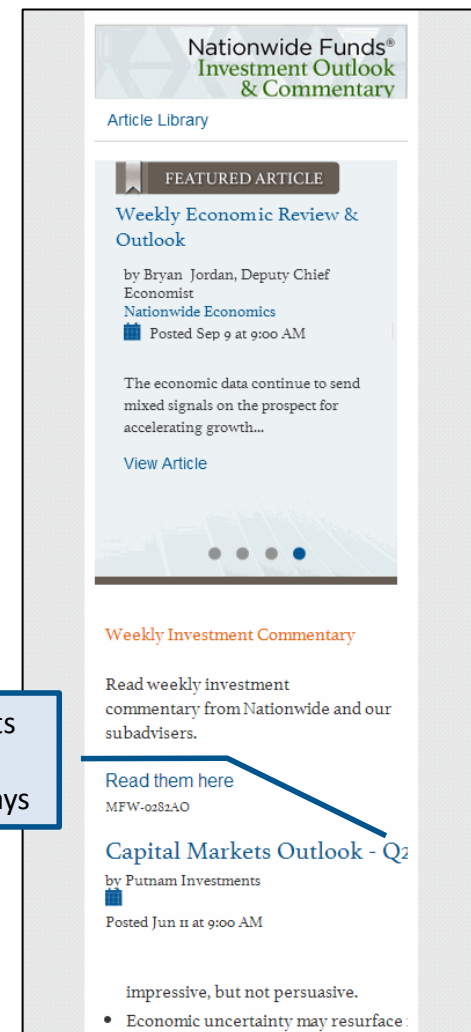 Nationwide Funds®
Investment Outlook
& Commentary
Article Library
FEATURED ARTICLE
Weekly Economic Review &
Outlook
by Bryan Jordan, Deputy Chief
Economist
Nationwide Economics
Posted Sep 9 at 9:00 AM
The economic data continue to send
mixed signals on the prospect for
accelerating growth...
View Article
Weekly Investment Commentary
Read weekly investment
commentary from Nationwide and our
subadvisers.
Read them here
MFW-0282AO
Capital Markets Outlook - Q2
by Putnam Investments
Posted Jun 11 at 9:00 AM
impressive, but not persuasive.
• Economic uncertainty may resurface